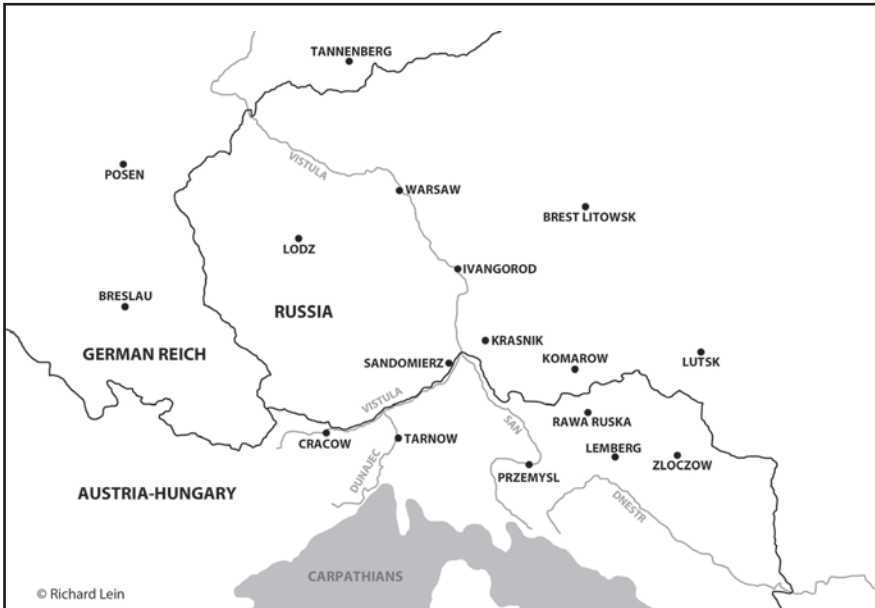 TANNENBERG
VISTULA
POSEN
WARSAW
BREST LITOWSK
LODZ
IVANGOROD
BRESLAU
RUSSIA
KRASNIK
GERMAN REICH
SANDOMIERZ
KOMAROW
LUTSK
VISTULA
SAN
RAWA RUSKA
CRACOW
TARNOW
LEMBERG
ZLOCZOW
DUNAJEC
PRZEMYSL
AUSTRIA-HUNGARY
DNESTR
CARPATHIANS
© Richard Lein